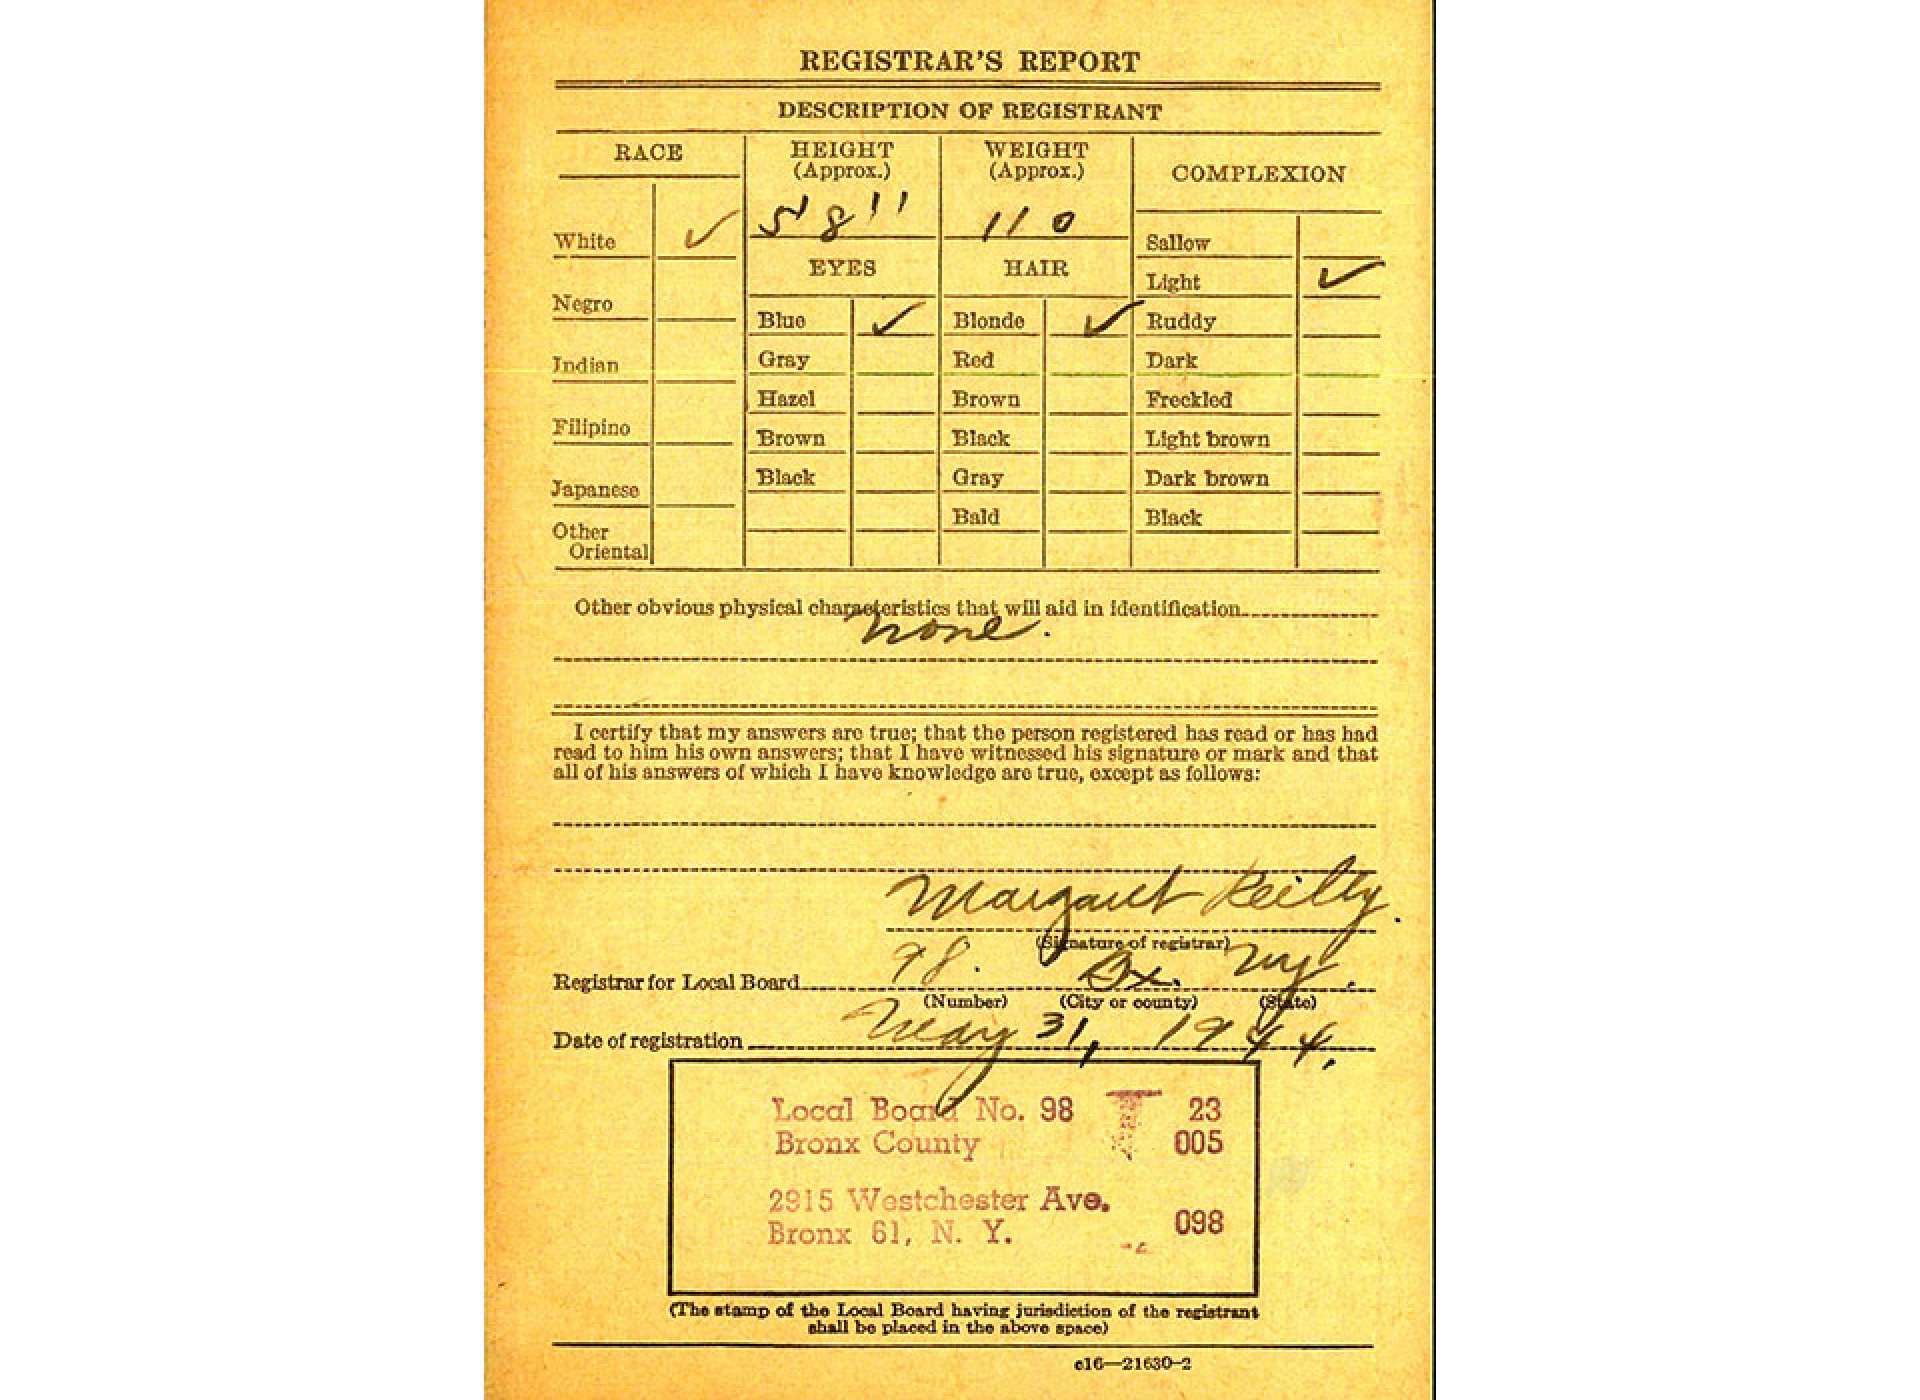 REGISTRAR'S REPORT
DESCRIPTION OF REGISTRANT
RACE
HEIGHT
(Approx.)
WEIGHT
(Approx.)
COMPLEXION
5' 8''
110
White ✓
Sallow
EYES
HAIR
Light ✓
Negro
Blue ✓
Blonde ✓
Ruddy
Indian
Gray
Red
Dark
Hazel
Brown
Freckled
Filipino
Brown
Black
Light brown
Japanese
Black
Gray
Dark brown
Other
Oriental
Bald
Black
Other obvious physical characteristics that will aid in identification
none.
I certify that my answers are true; that the person registered has read or has had
read to him his own answers; that I have witnessed his signature or mark and that
all of his answers of which I have knowledge are true, except as follows:
Margaret Reilly.
(Signature of registrar)
Registrar for Local Board 98. Bx. NY.
(Number) (City or county) (State)
Date of registration May 31, 1944.
Local Board No. 98 23
Bronx County 005
2915 Westchester Ave.
098
Bronx 61, N. Y.
(The stamp of the Local Board having jurisdiction of the registrant
shall be placed in the above space)
c16—21630-2